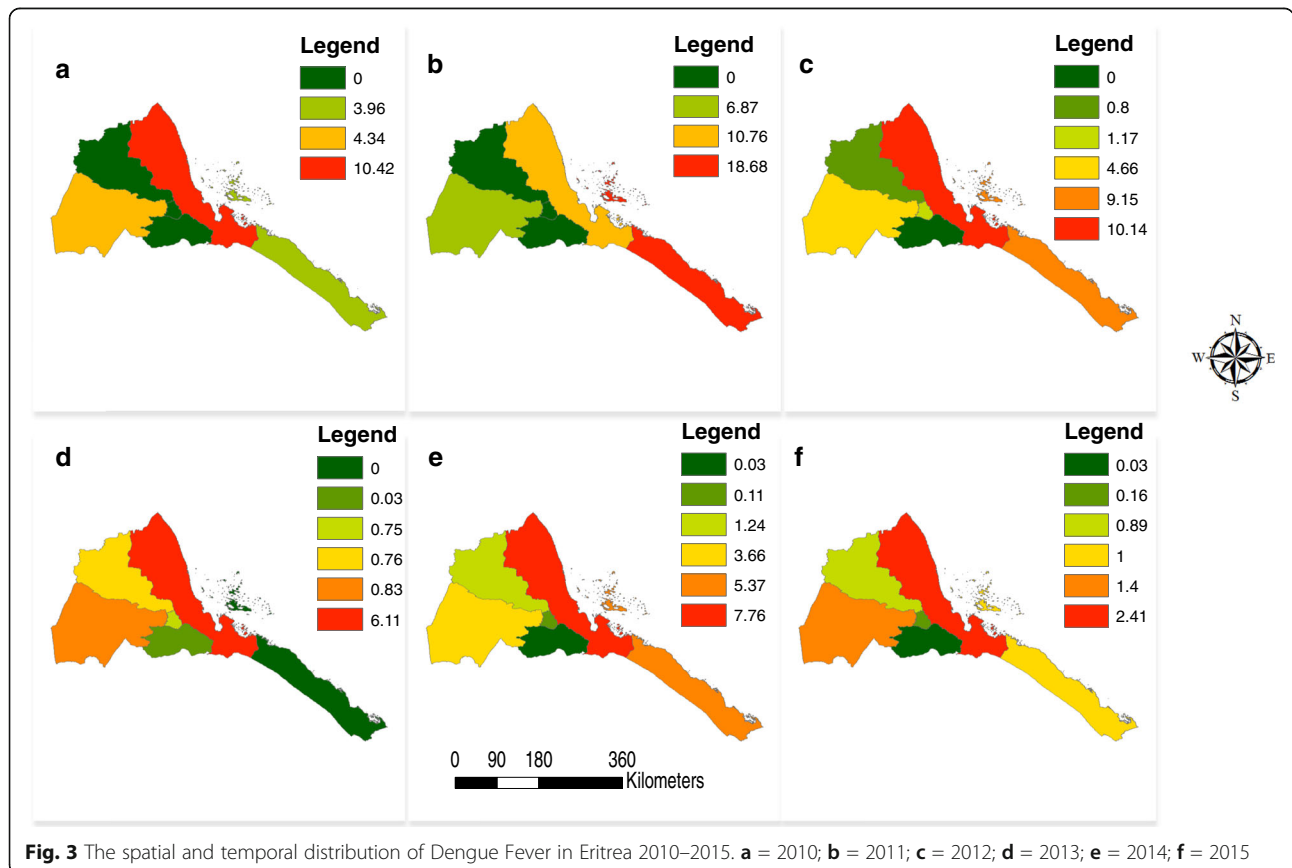 a
Legend
0
3.96
4.34
10.42
b
Legend
0
6.87
10.76
18.68
c
Legend
0
0.8
1.17
4.66
9.15
10.14
N
W E
S
d
Legend
0
0.03
0.75
0.76
0.83
6.11
e
Legend
0.03
0.11
1.24
3.66
5.37
7.76
0 90 180 360
Kilometers
f
Legend
0.03
0.16
0.89
1
1.4
2.41
Fig. 3 The spatial and temporal distribution of Dengue Fever in Eritrea 2010–2015. a = 2010; b = 2011; c = 2012; d = 2013; e = 2014; f = 2015